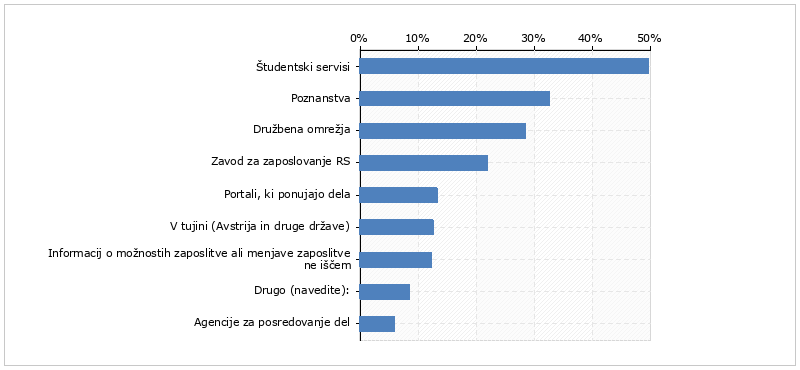 0% 10% 20% 30% 40% 50%
Študentski servisi
Poznanstva
Družbena omrežja
Zavod za zaposlovanje RS
Portali, ki ponujajo dela
V tujini (Avstrija in druge države)
Informacij o možnostih zaposlitve ali menjave zaposlitve
ne iščem
Drugo (navedite):
Agencije za posredovanje del